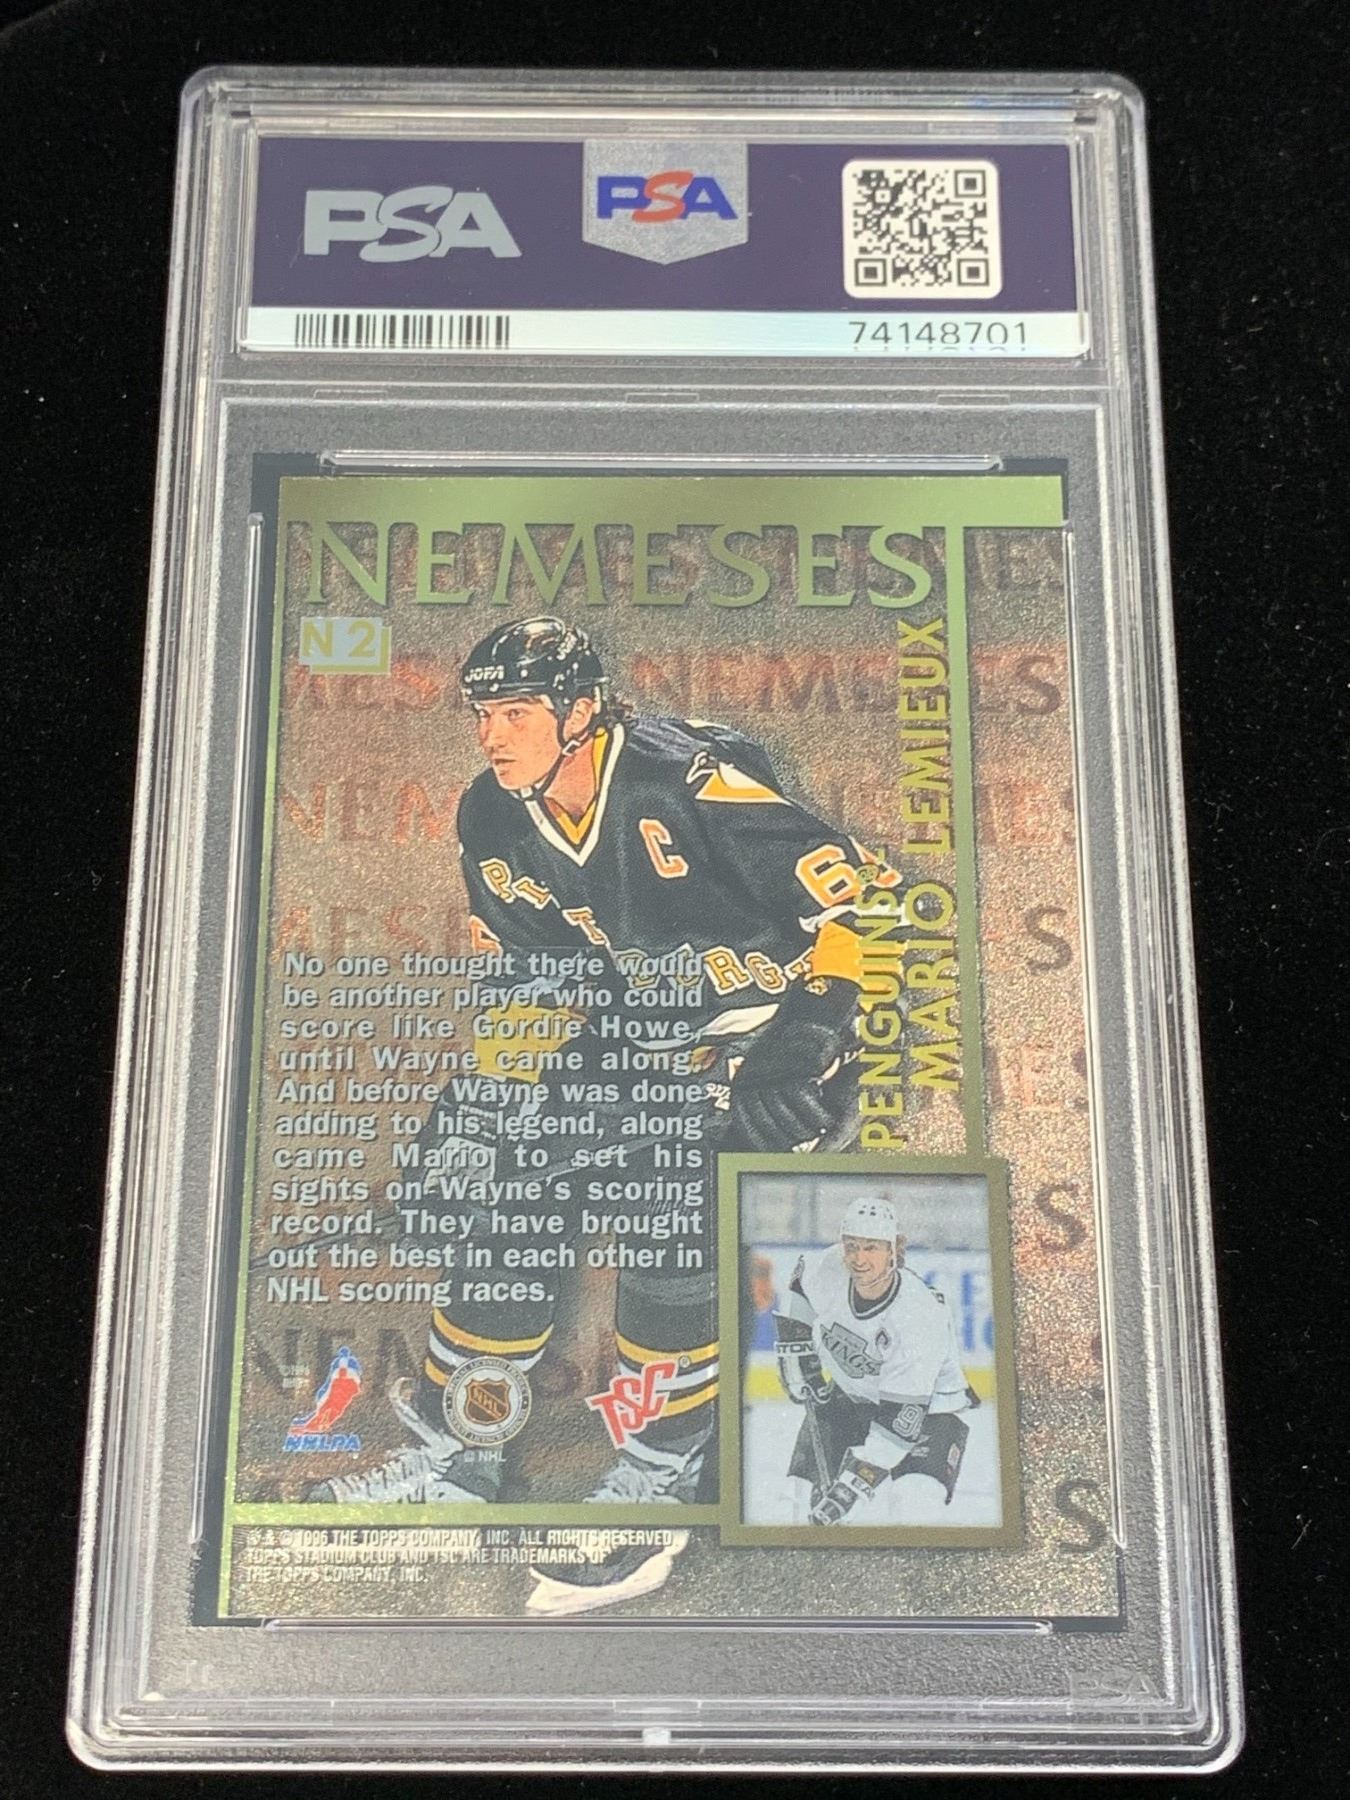 PSA
PSA
74148701
NEMESES
N 2
JOFA
C
PENGUINS
MARIO LEMIEUX
No one thought there would
be another player who could
score like Gordie Howe,
until Wayne came along.
And before Wayne was done
adding to his legend, along
came Mario to set his
sights on Wayne's scoring
record. They have brought
out the best in each other in
NHL scoring races.
KINGS
NHLPA
NHL
© NHL
TSC®
® & © 1996 THE TOPPS COMPANY, INC. ALL RIGHTS RESERVED.
TOPPS STADIUM CLUB AND TSC ARE TRADEMARKS OF
THE TOPPS COMPANY, INC.
PSA